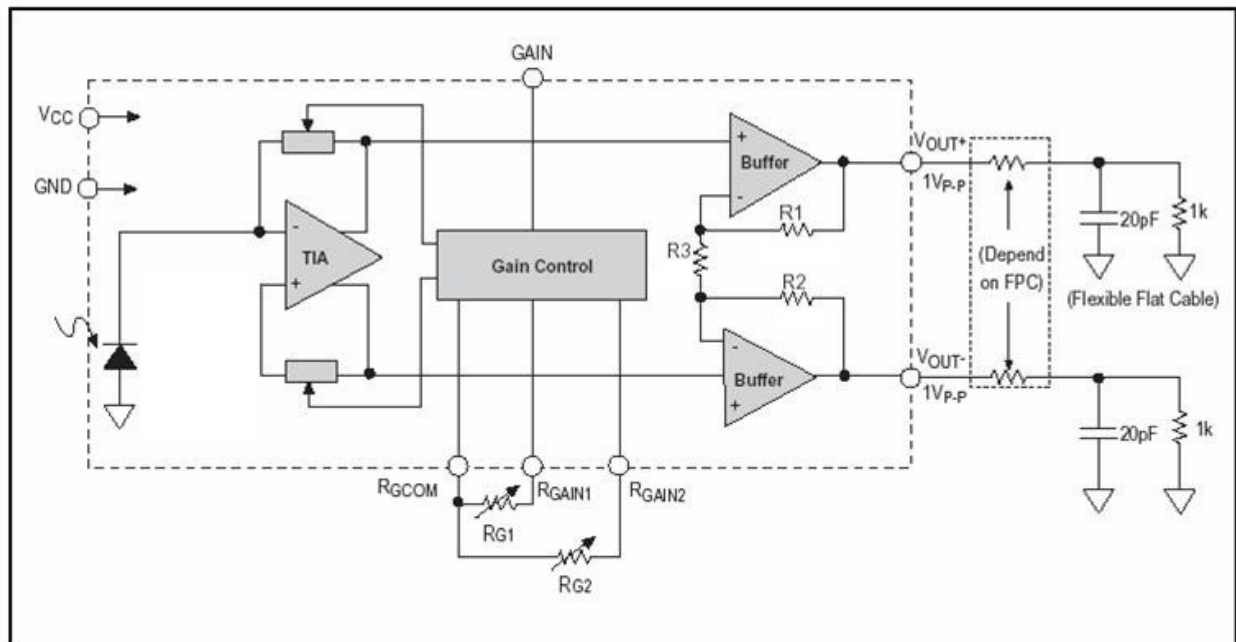 GAIN
VCC
GND
TIA
-
+
Gain Control
+
Buffer
-
R1
R3
R2
-
Buffer
+
VOUT+
1VP-P
20pF
1k
(Depend
on FPC)
(Flexible Flat Cable)
VOUT-
1VP-P
20pF
1k
RGCOM
RGAIN1
RGAIN2
RG1
RG2